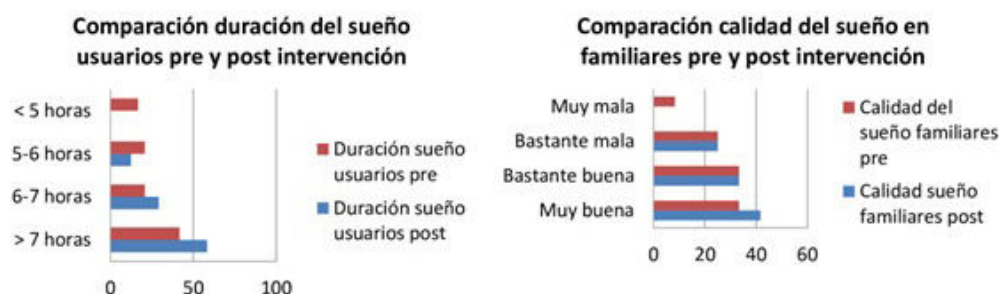 Comparación duración del sueño
usuarios pre y post intervención
< 5 horas
5-6 horas
6-7 horas
> 7 horas
0
50
100
Duración sueño
usuarios pre
Duración sueño
usuarios post
Comparación calidad del sueño en
familiares pre y post intervención
Muy mala
Bastante mala
Bastante buena
Muy buena
0
20
40
60
Calidad del
sueño familiares
pre
Calidad sueño
familiares post